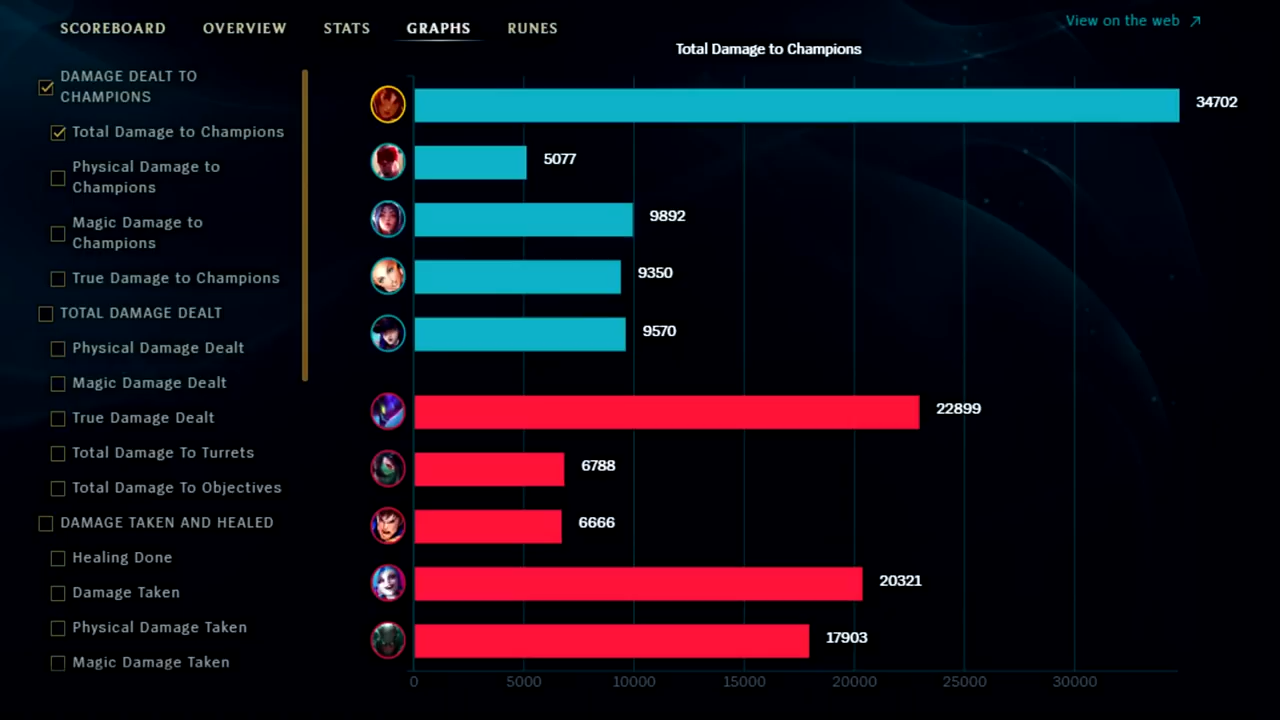 SCOREBOARD OVERVIEW STATS GRAPHS RUNES
View on the web
Total Damage to Champions
DAMAGE DEALT TO
CHAMPIONS
Total Damage to Champions
Physical Damage to
Champions
Magic Damage to
Champions
True Damage to Champions
TOTAL DAMAGE DEALT
Physical Damage Dealt
Magic Damage Dealt
True Damage Dealt
Total Damage To Turrets
Total Damage To Objectives
DAMAGE TAKEN AND HEALED
Healing Done
Damage Taken
Physical Damage Taken
Magic Damage Taken
34702
5077
9892
9350
9570
22899
6788
6666
20321
17903
0 5000 10000 15000 20000 25000 30000